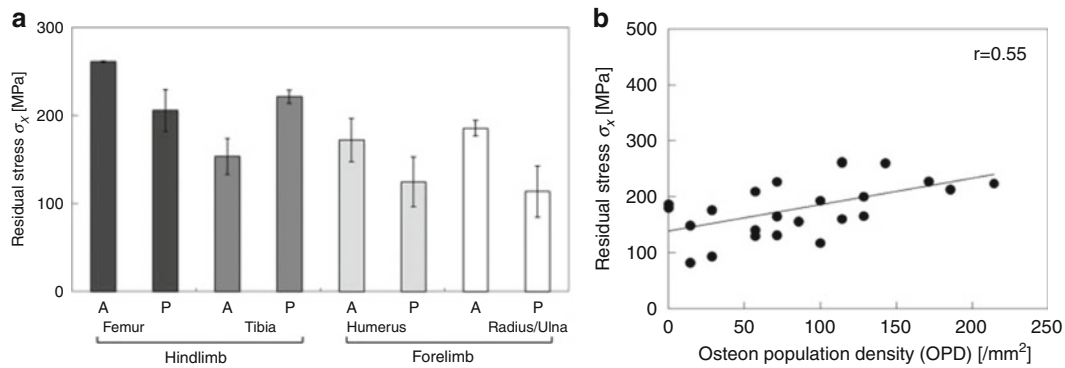 a
300
200
100
0
Residual stress σx [MPa]
A P A P A P A P
Femur Tibia Humerus Radius/Ulna
Hindlimb Forelimb
b
500
400
300
200
100
0
Residual stress σx [MPa]
r=0.55
0 50 100 150 200 250
Osteon population density (OPD) [/mm²]